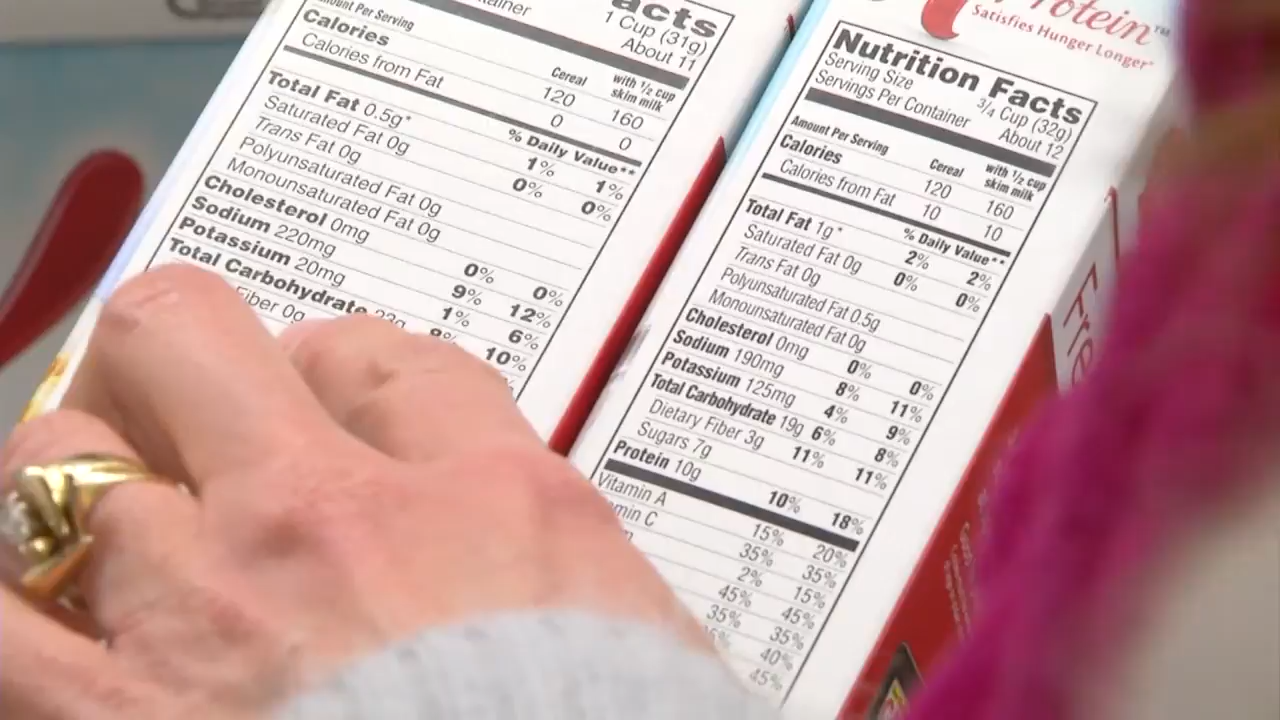 acts
1 Cup (31g)
About 11
Amount Per Serving
Cereal
with ½ cup
skim milk
Calories 120 160
Calories from Fat 0 0
% Daily Value**
Total Fat 0.5g* 1% 1%
Saturated Fat 0g 0% 0%
Trans Fat 0g
Polyunsaturated Fat 0g
Monounsaturated Fat 0g
Cholesterol 0mg 0% 0%
Sodium 220mg 9% 12%
Potassium 20mg 1% 6%
Total Carbohydrate 10%
Fiber 0g
Protein™
Satisfies Hunger Longer*
Nutrition Facts
Serving Size ¾ Cup (32g)
Servings Per Container About 12
Amount Per Serving
Cereal
with ½ cup
skim milk
Calories 120 160
Calories from Fat 10 10
% Daily Value**
Total Fat 1g* 2% 2%
Saturated Fat 0g 0% 0%
Trans Fat 0g
Polyunsaturated Fat 0.5g
Monounsaturated Fat 0g
Cholesterol 0mg 0% 0%
Sodium 190mg 8% 11%
Potassium 125mg 4% 9%
Total Carbohydrate 19g 6% 8%
Dietary Fiber 3g 11% 11%
Sugars 7g
Protein 10g 10% 18%
Vitamin A 15% 20%
min C 35% 35%
2% 15%
45% 45%
35% 35%
40%
45%
Fre